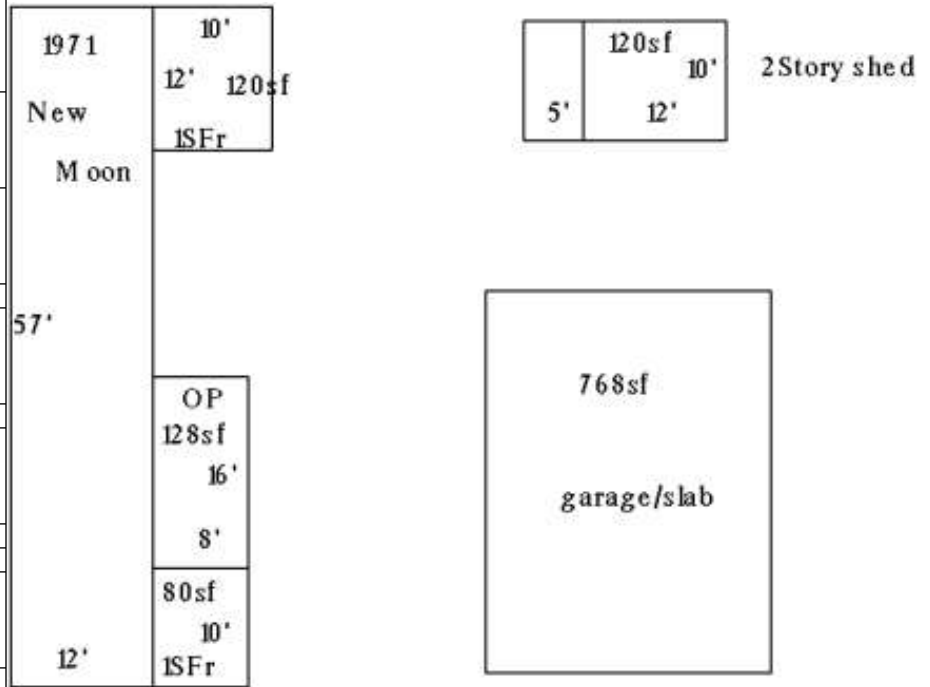 1971
New
Moon
57'
12'
10'
12' 120sf
1SFr
OP
128sf
16'
8'
80sf
10'
1SFr
120sf
10'
5' 12'
2Story shed
768sf
garage/slab